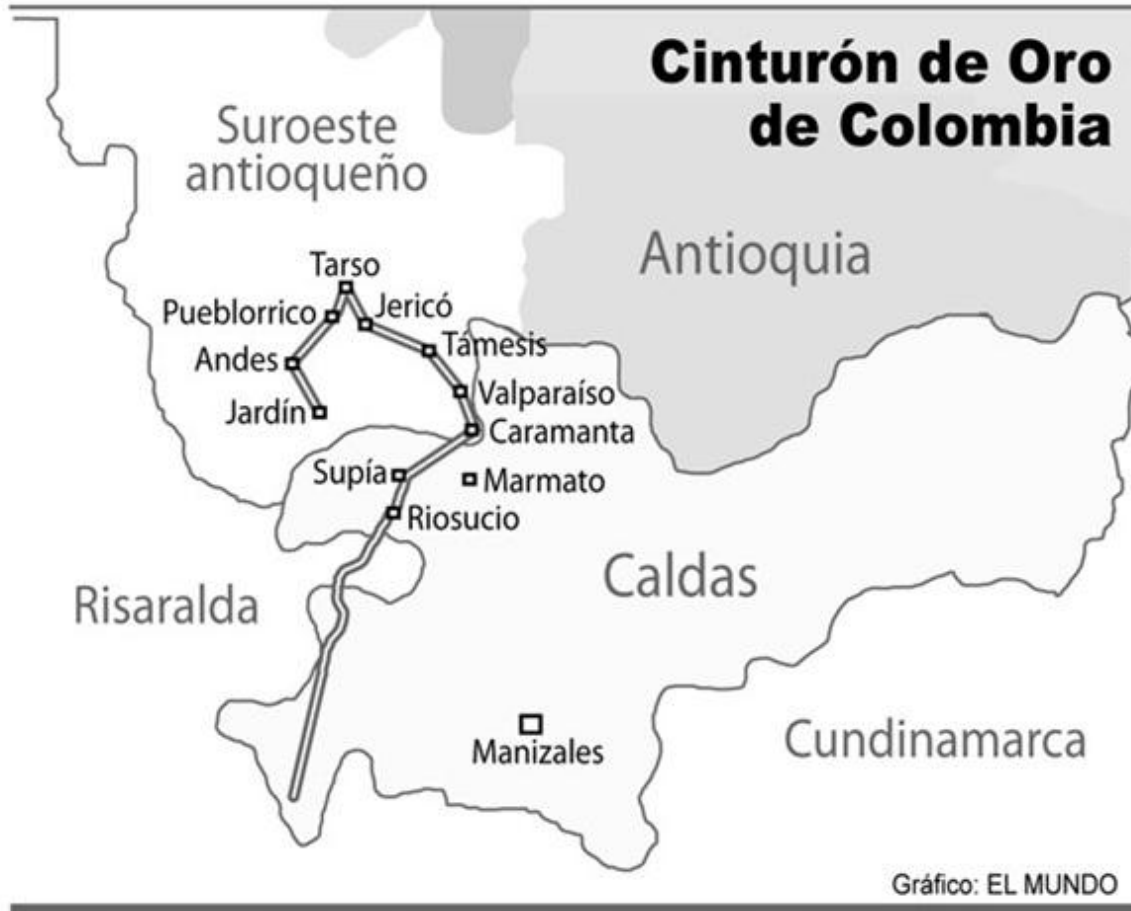 Cinturón de Oro
de Colombia
Suroeste
antioqueño
Antioquia
Tarso
Pueblorrico
Jericó
Támesis
Andes
Valparaíso
Jardín
Caramanta
Supía
Marmato
Riosucio
Caldas
Risaralda
Manizales
Cundinamarca
Gráfico: EL MUNDO